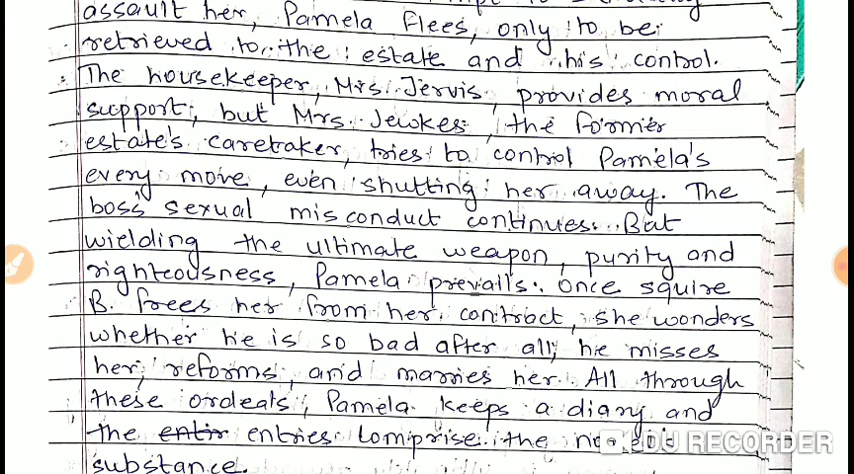 assault her, Pamela flees, only to be
retrieved to the estate and his control.
The housekeeper, Mrs. Jervis, provides moral
support, but Mrs. Jewkes, the former
estate's caretaker, tries to control Pamela's
every move, even shutting her away. The
boss' sexual misconduct continues. But
wielding the ultimate weapon, purity and
righteousness, Pamela prevails. Once squire
B. frees her from her contract, she wonders
whether he is so bad after all; he misses
her, reforms, and marries her. All through
these ordeals, Pamela keeps a diary and
the entir entries comprise the
substance.
DU RECORDER